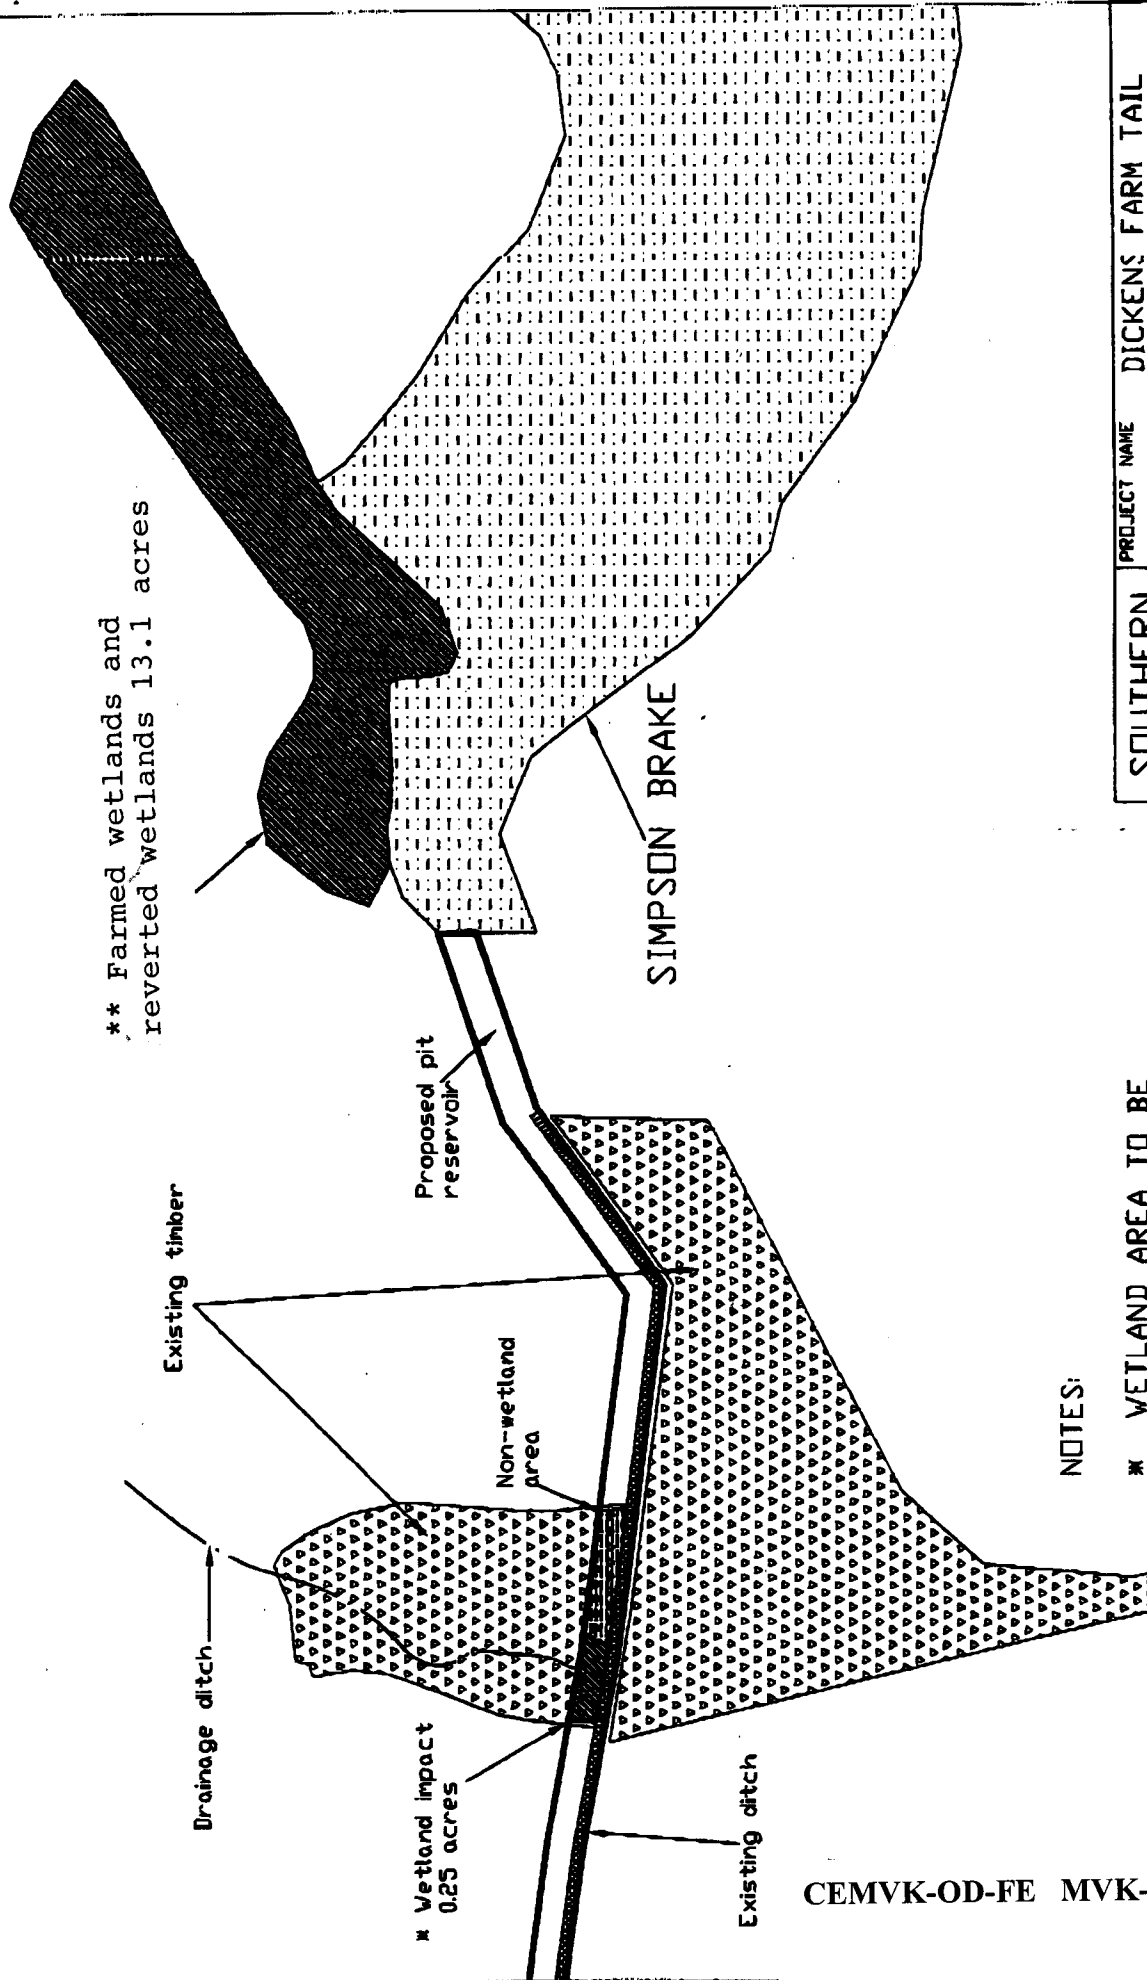 ** Farmed wetlands and
reverted wetlands 13.1 acres
Existing timber
Drainage ditch
Proposed pit
reservoir
Non-wetland
area
* Wetland impact
0.25 acres
SIMPSON BRAKE
Existing ditch
NOTES:
* WETLAND AREA TO BE
SOUTHERN
PROJECT NAME DICKENS FARM TAIL
CEMVK-OD-FE MVK-